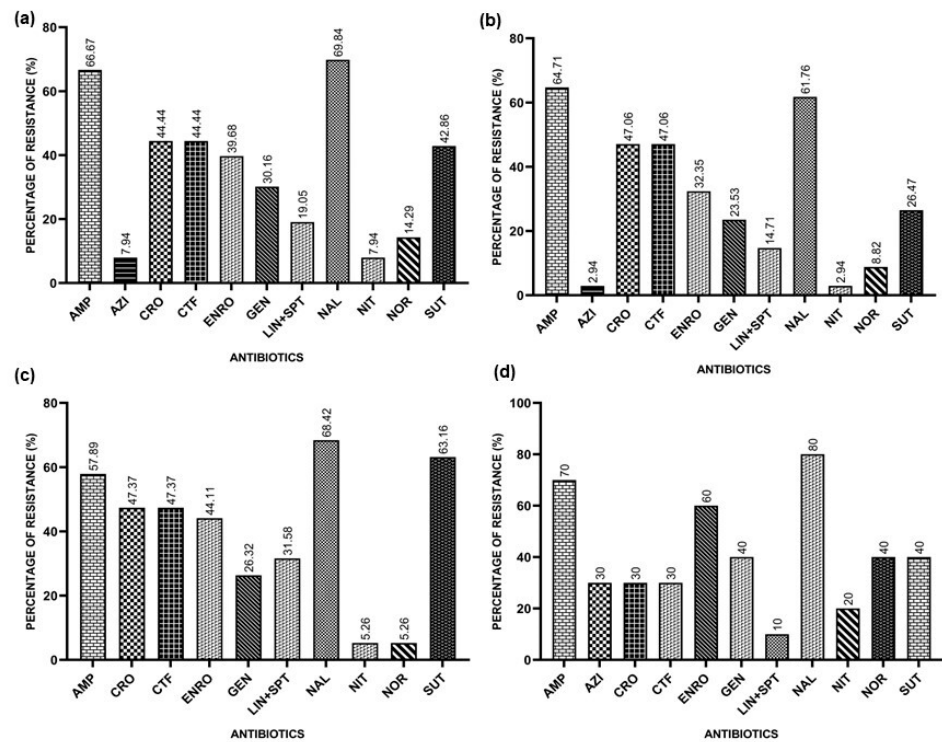 (a)
PERCENTAGE OF RESISTANCE (%)
80
60
40
20
0
66.67
7.94
44.44
44.44
39.68
30.16
19.05
69.84
7.94
14.29
42.86
AMP
AZI
CRO
CTF
ENRO
GEN
LIN+SPT
NAL
NIT
NOR
SUT
ANTIBIOTICS
(b)
PERCENTAGE OF RESISTANCE (%)
80
60
40
20
0
64.71
2.94
47.06
47.06
32.35
23.53
14.71
61.76
2.94
8.82
26.47
AMP
AZI
CRO
CTF
ENRO
GEN
LIN+SPT
NAL
NIT
NOR
SUT
ANTIBIOTICS
(c)
PERCENTAGE OF RESISTANCE (%)
80
60
40
20
0
57.89
47.37
47.37
44.11
26.32
31.58
68.42
5.26
5.26
63.16
AMP
CRO
CTF
ENRO
GEN
LIN+SPT
NAL
NIT
NOR
SUT
ANTIBIOTICS
(d)
PERCENTAGE OF RESISTANCE (%)
100
80
60
40
20
0
70
30
30
30
60
40
10
80
20
40
40
AMP
AZI
CRO
CTF
ENRO
GEN
LIN+SPT
NAL
NIT
NOR
SUT
ANTIBIOTICS